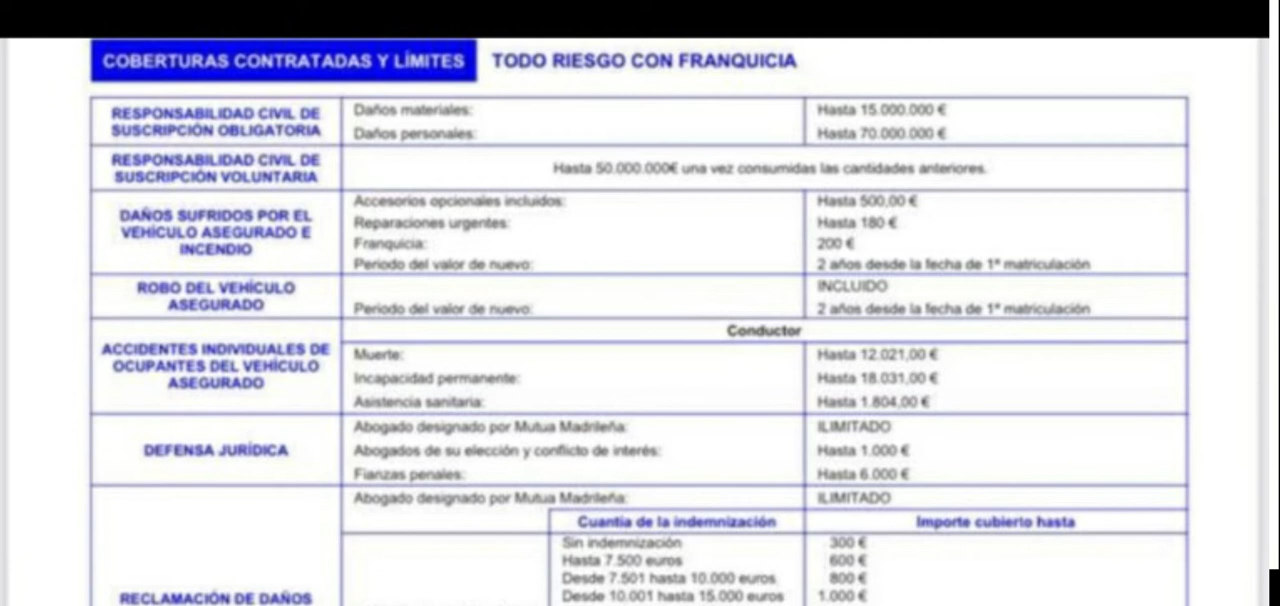 COBERTURAS CONTRATADAS Y LÍMITES TODO RIESGO CON FRANQUICIA
RESPONSABILIDAD CIVIL DE SUSCRIPCIÓN OBLIGATORIA
Daños materiales: Hasta 15.000.000 €
Daños personales: Hasta 70.000.000 €
RESPONSABILIDAD CIVIL DE SUSCRIPCIÓN VOLUNTARIA
Hasta 50.000.000€ una vez consumidas las cantidades anteriores.
DAÑOS SUFRIDOS POR EL VEHÍCULO ASEGURADO E INCENDIO
Accesorios opcionales incluidos: Hasta 500,00 €
Reparaciones urgentes: Hasta 180 €
Franquicia: 200 €
Periodo del valor de nuevo: 2 años desde la fecha de 1ª matriculación
ROBO DEL VEHÍCULO ASEGURADO
INCLUIDO
Periodo del valor de nuevo: 2 años desde la fecha de 1ª matriculación
ACCIDENTES INDIVIDUALES DE OCUPANTES DEL VEHÍCULO ASEGURADO
Conductor
Muerte: Hasta 12.021,00 €
Incapacidad permanente: Hasta 18.031,00 €
Asistencia sanitaria: Hasta 1.804,00 €
DEFENSA JURÍDICA
Abogado designado por Mutua Madrileña: ILIMITADO
Abogados de su elección y conflicto de interés: Hasta 1.000 €
Fianzas penales: Hasta 6.000 €
RECLAMACIÓN DE DAÑOS
Abogado designado por Mutua Madrileña: ILIMITADO
Cuantía de la indemnización Importe cubierto hasta
Sin indemnización 300 €
Hasta 7.500 euros 600 €
Desde 7.501 hasta 10.000 euros 800 €
Desde 10.001 hasta 15.000 euros 1.000 €